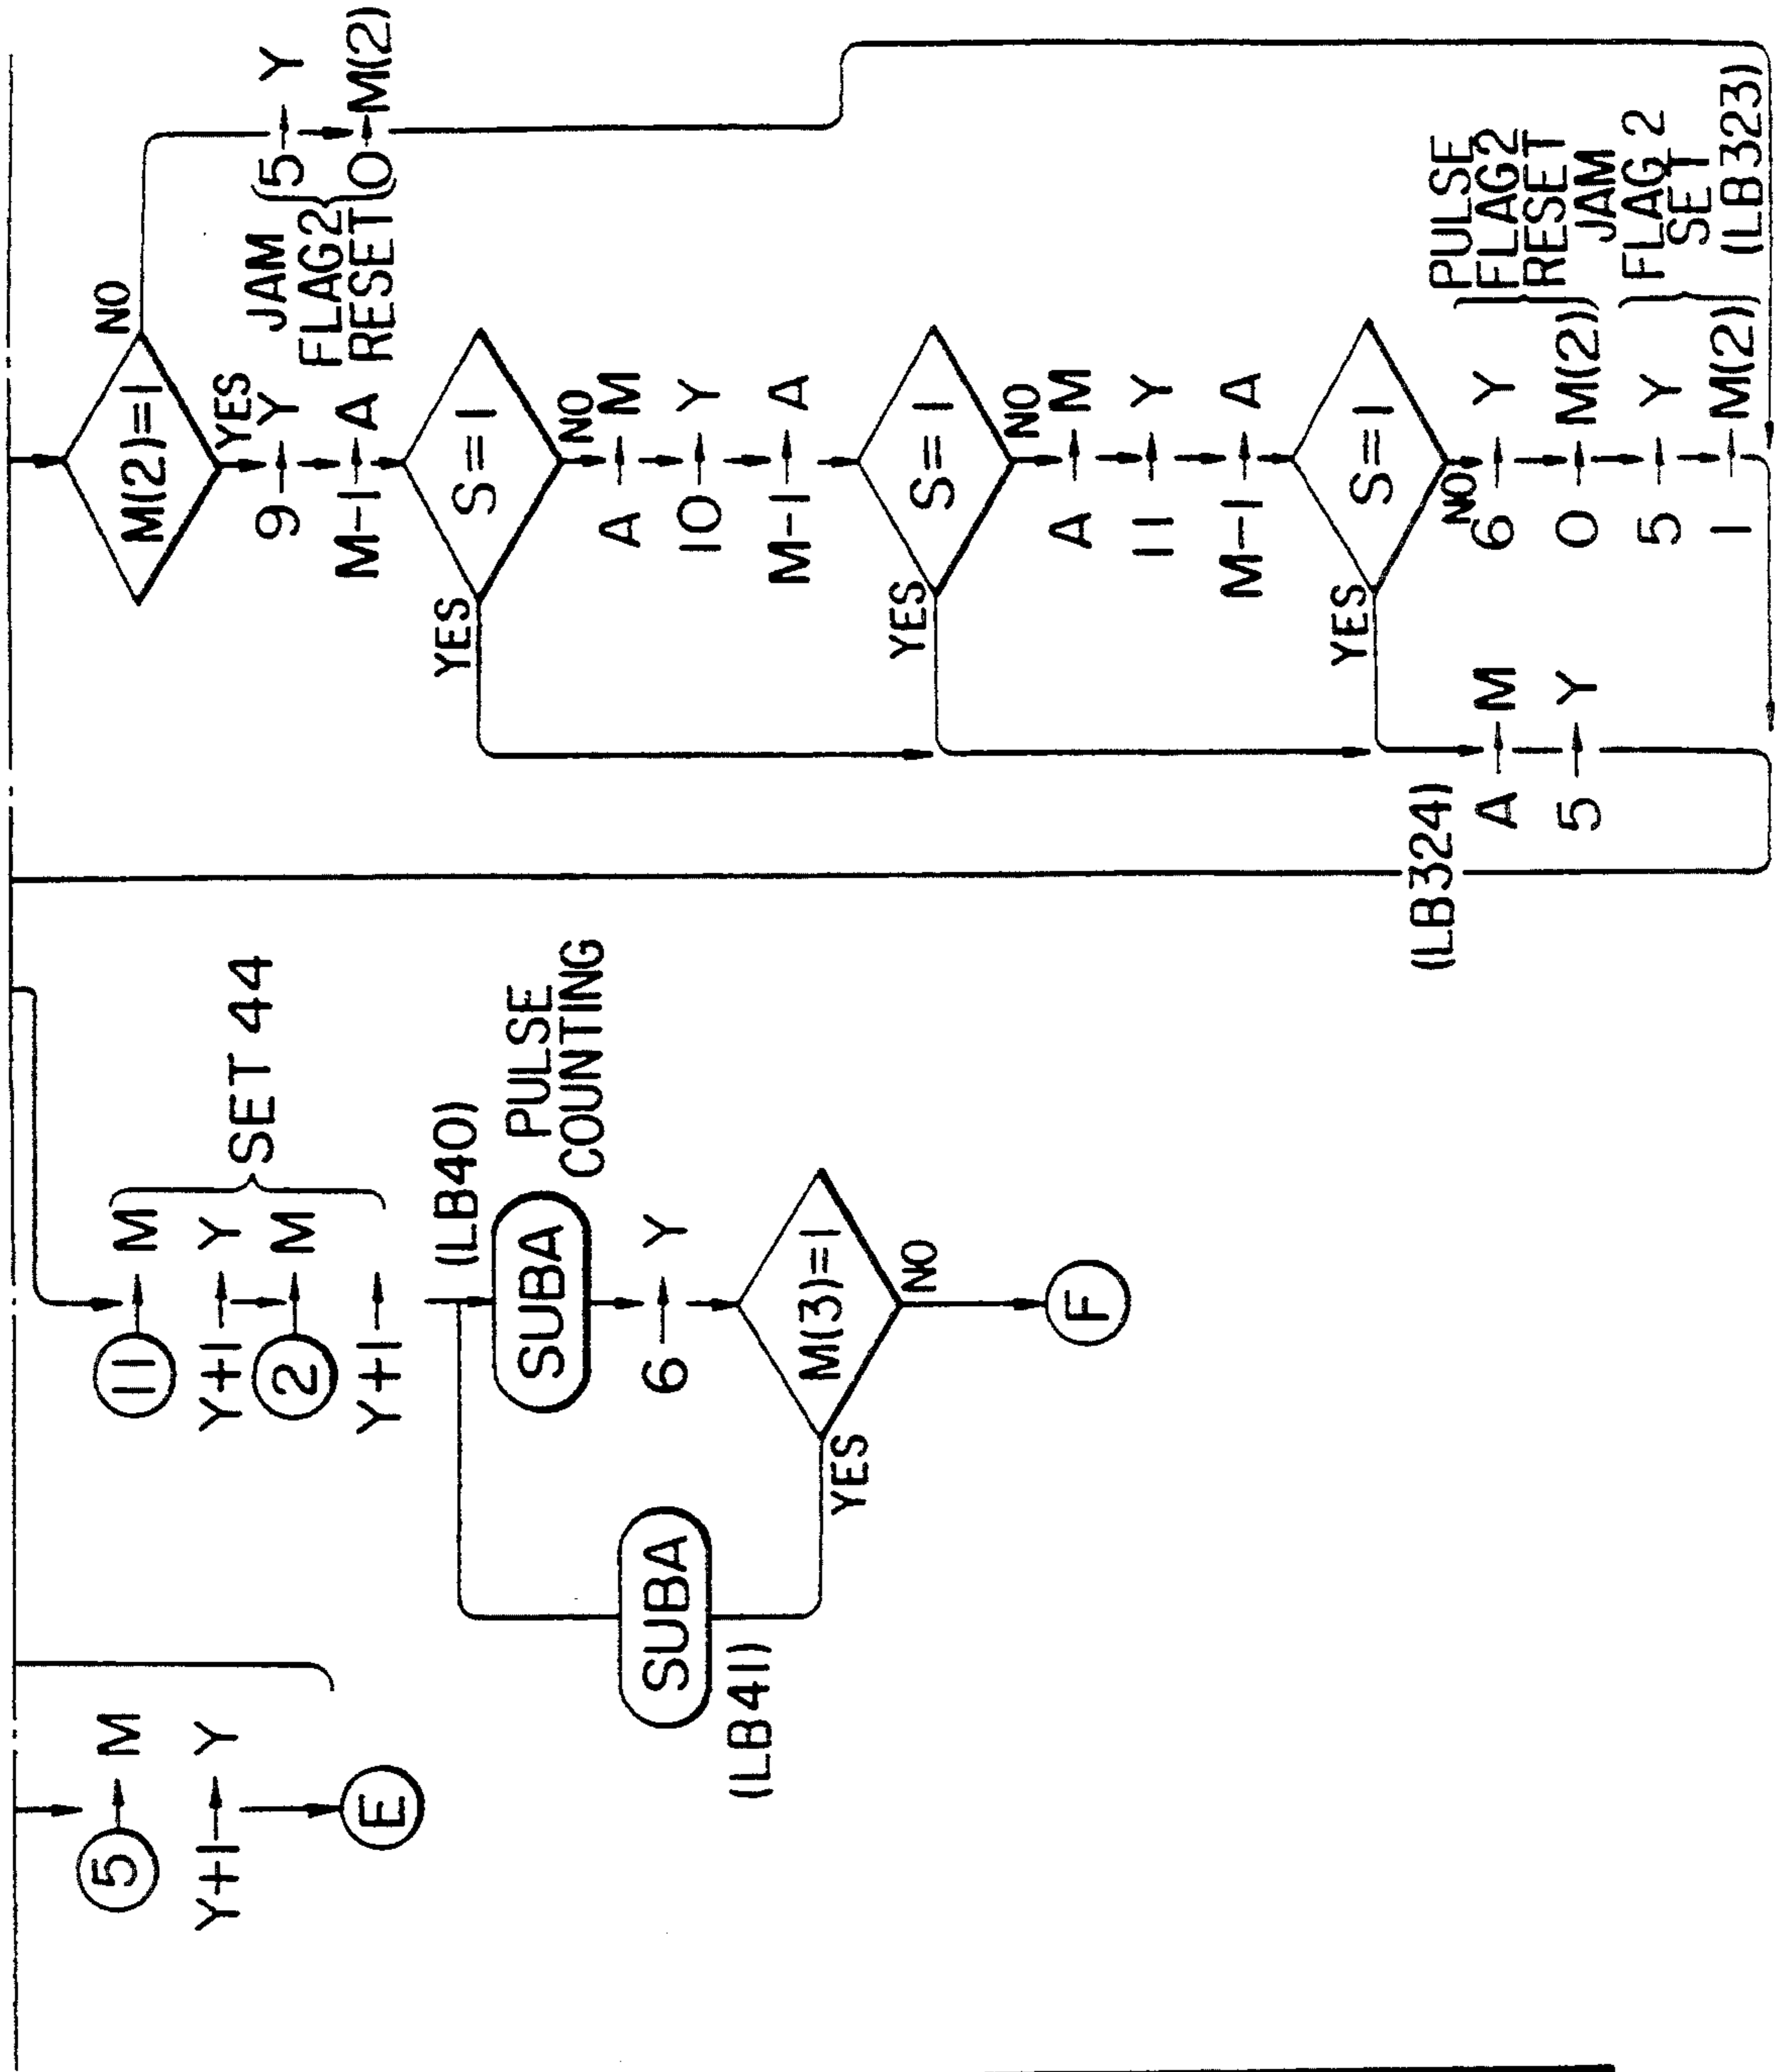 ⑤→M
Y+1→Y
E
⑪→M
Y+1→Y
②→M
Y+1→
SET 44
(LB40)
SUBA
PULSE
COUNTING
6→Y
M(3)=1
YES
NO
SUBA
(LB41)
F
M(2)=1
NO
YES
5→Y
0→M(2)
JAM
FLAG2
RESET
9→Y
M-1→A
S=1
YES
NO
A→M
10→Y
M-1→A
S=1
YES
NO
A→M
11→Y
M-1→A
S=1
YES
NO
6→Y
0→M(2)
PULSE
FLAG2
RESET
5→Y
1→M(2)
JAM
FLAG 2
SET
(LB323)
(LB324)
A→M
5→Y